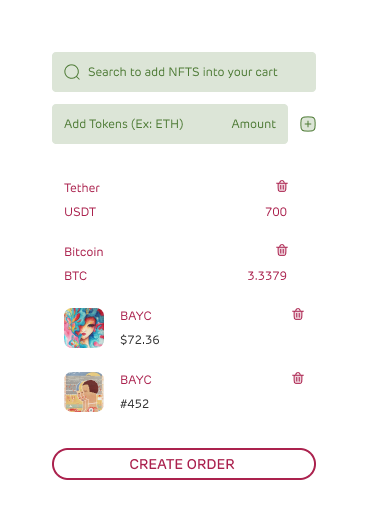 Search to add NFTS into your cart
Add Tokens (Ex: ETH) Amount
Tether
USDT 700
Bitcoin
BTC 3.3379
BAYC
$72.36
BAYC
#452
CREATE ORDER